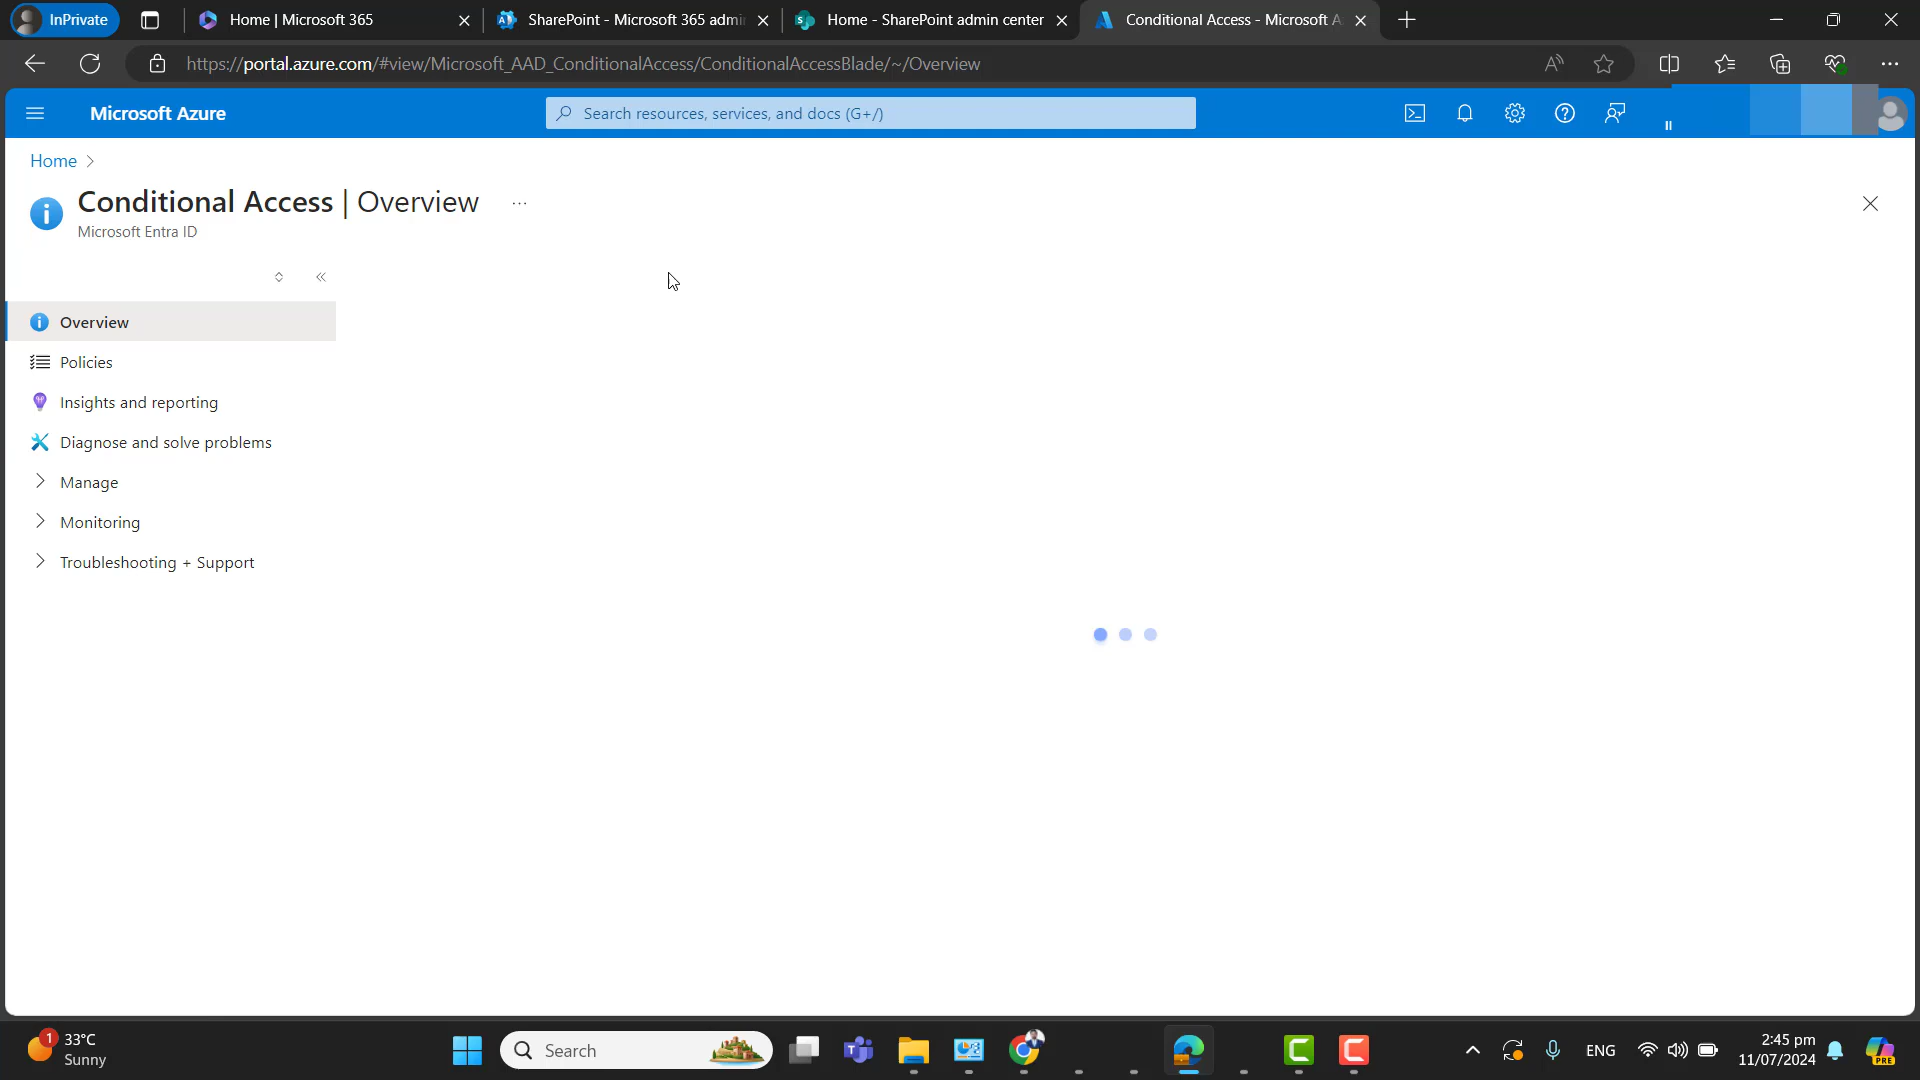 InPrivate
Home | Microsoft 365
SharePoint - Microsoft 365 admi
Home - SharePoint admin center
Conditional Access - Microsoft A
https://portal.azure.com/#view/Microsoft_AAD_ConditionalAccess/ConditionalAccessBlade/~/Overview
Microsoft Azure
Search resources, services, and docs (G+/)
Home
Conditional Access | Overview
Microsoft Entra ID
Overview
Policies
Insights and reporting
Diagnose and solve problems
Manage
Monitoring
Troubleshooting + Support
1
33°C
Sunny
Search
ENG
2:45 pm
11/07/2024
PRE